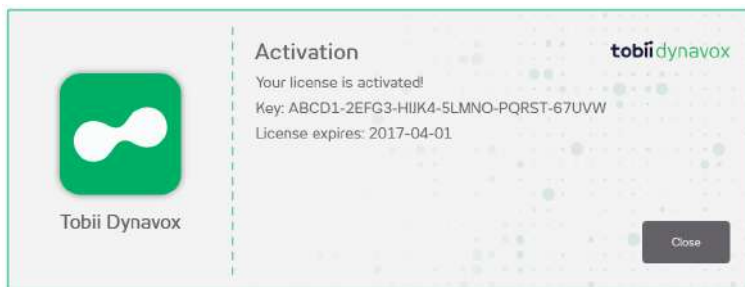 Activation
tobii dynavox
Your license is activated!
Key: ABCD1-2EFG3-HIJK4-5LMNO-PQRST-67UVW
License expires: 2017-04-01
Tobii Dynavox
Close